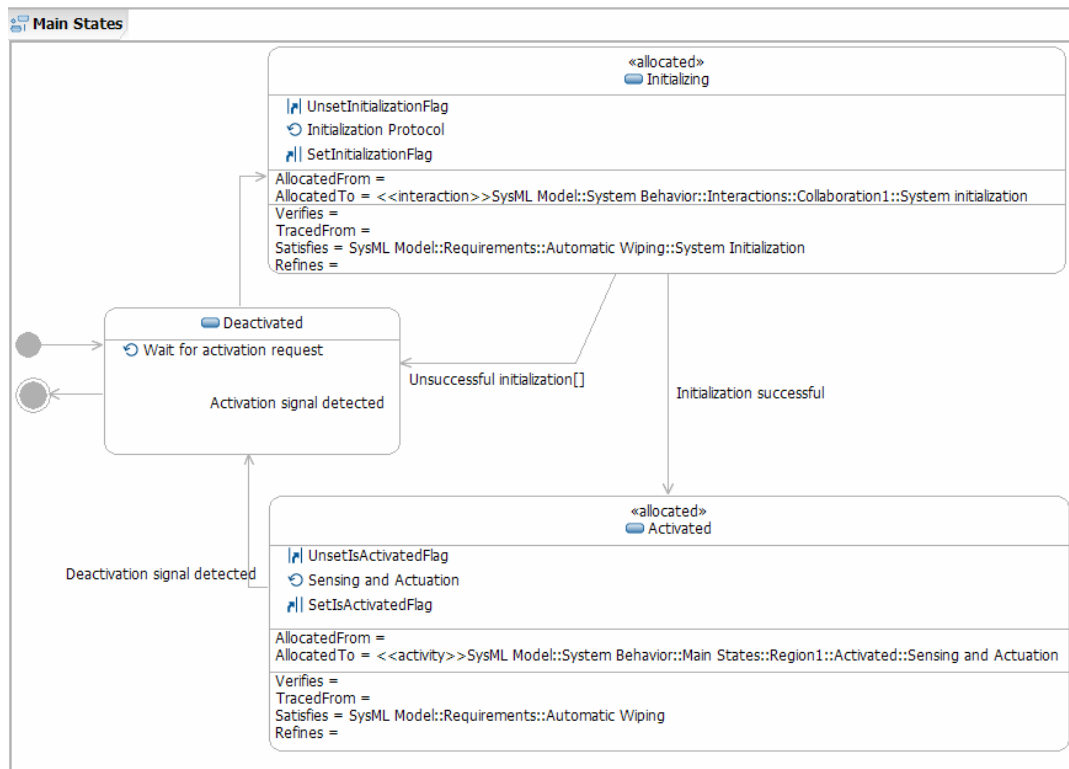 Main States
«allocated»
Initializing
UnsetInitializationFlag
Initialization Protocol
SetInitializationFlag
AllocatedFrom =
AllocatedTo = <<interaction>>SysML Model::System Behavior::Interactions::Collaboration1::System initialization
Verifies =
TracedFrom =
Satisfies = SysML Model::Requirements::Automatic Wiping::System Initialization
Refines =
Deactivated
Wait for activation request
Activation signal detected
Unsuccessful initialization[]
Initialization successful
Deactivation signal detected
«allocated»
Activated
UnsetIsActivatedFlag
Sensing and Actuation
SetIsActivatedFlag
AllocatedFrom =
AllocatedTo = <<activity>>SysML Model::System Behavior::Main States::Region1::Activated::Sensing and Actuation
Verifies =
TracedFrom =
Satisfies = SysML Model::Requirements::Automatic Wiping
Refines =